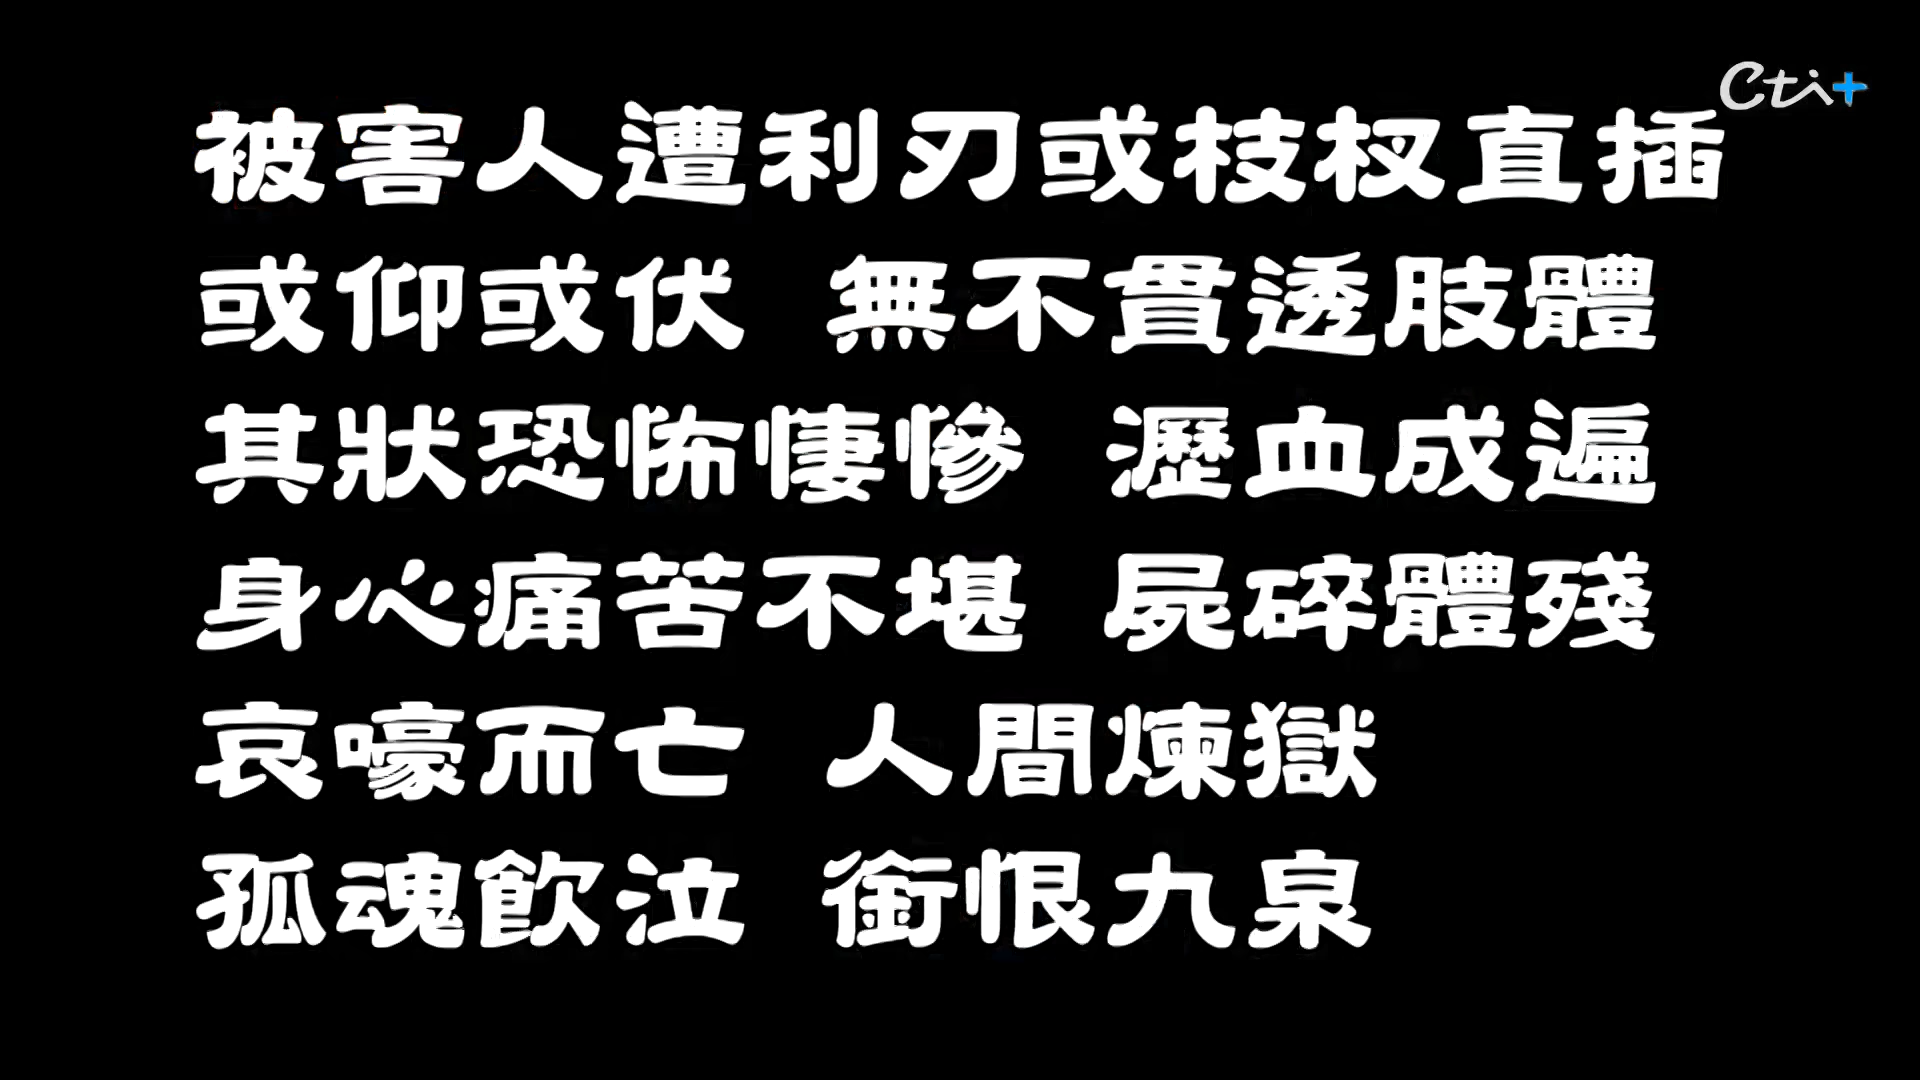 Cti+
被害人遭利刃或枝杈直插
或仰或伏 無不貫透肢體
其狀恐怖悽慘 瀝血成遍
身心痛苦不堪 屍碎體殘
哀嚎而亡 人間煉獄
孤魂飲泣 銜恨九泉